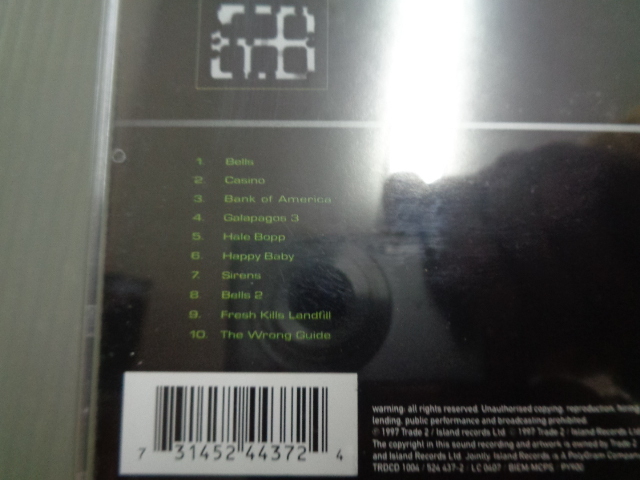 1. Bells
2. Casino
3. Bank of America
4. Galapagos 3
5. Hale Bopp
6. Happy Baby
7. Sirens
8. Bells 2
9. Fresh Kills Landfill
10. The Wrong Guide
7 31452 44372 4
warning: all rights reserved. Unauthorised copying, reproduction,
lending, public performance and broadcasting prohibited.
℗ 1997 Trade 2 / Island Records Ltd © 1997 Trade 2 / Island Records
The copyright in this sound recording and artwork is owned by Trade 2
and Island Records Ltd. Jointly. Island Records is A PolyGram
TRDCD 1004 / 524 437-2 · LC 0407 / BIEM-MCPS · PY900